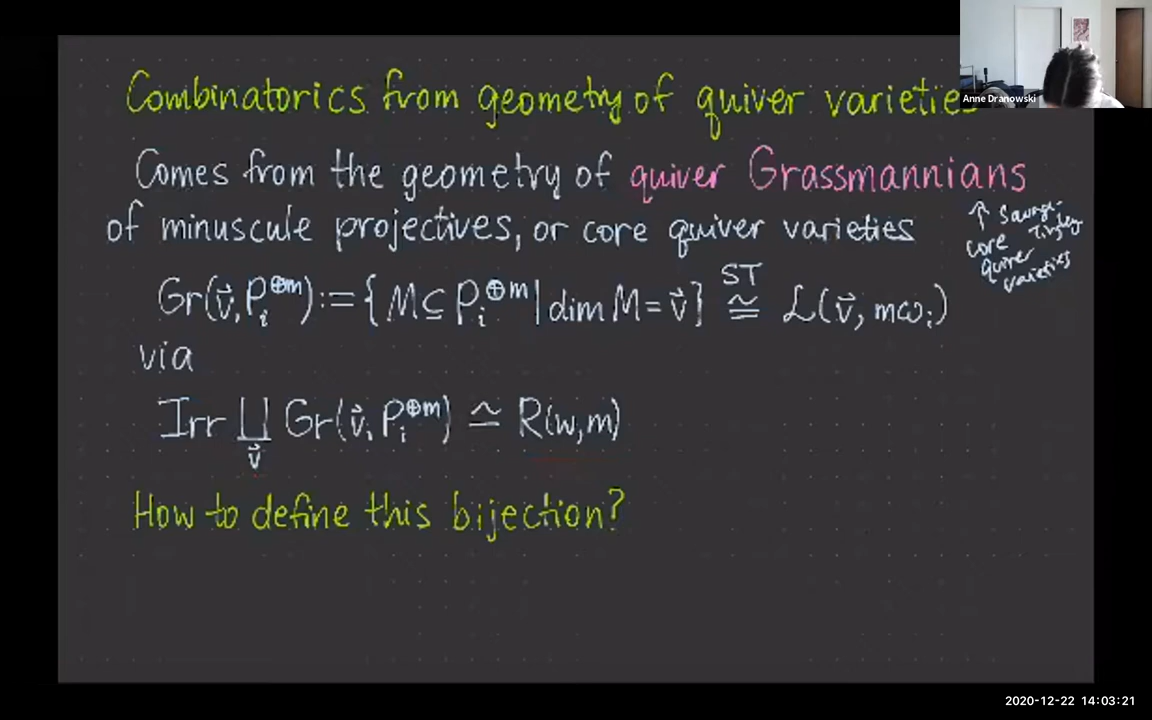 Combinatorics from geometry of quiver varietie
Anne Dranowski
Comes from the geometry of quiver Grassmannians
of minuscule projectives, or core quiver varieties
↑ Savage-
Tingley
core
quiver
varieties
Gr(v⃗, Pᵢ^⊕m) := { M ⊆ Pᵢ^⊕m | dim M = v⃗ } ≅^ST ℒ(v⃗, mωᵢ)
via
Irr ∐_v⃗ Gr(v⃗, Pᵢ^⊕m) ≃ R(w,m)
How to define this bijection?
2020-12-22 14:03:21